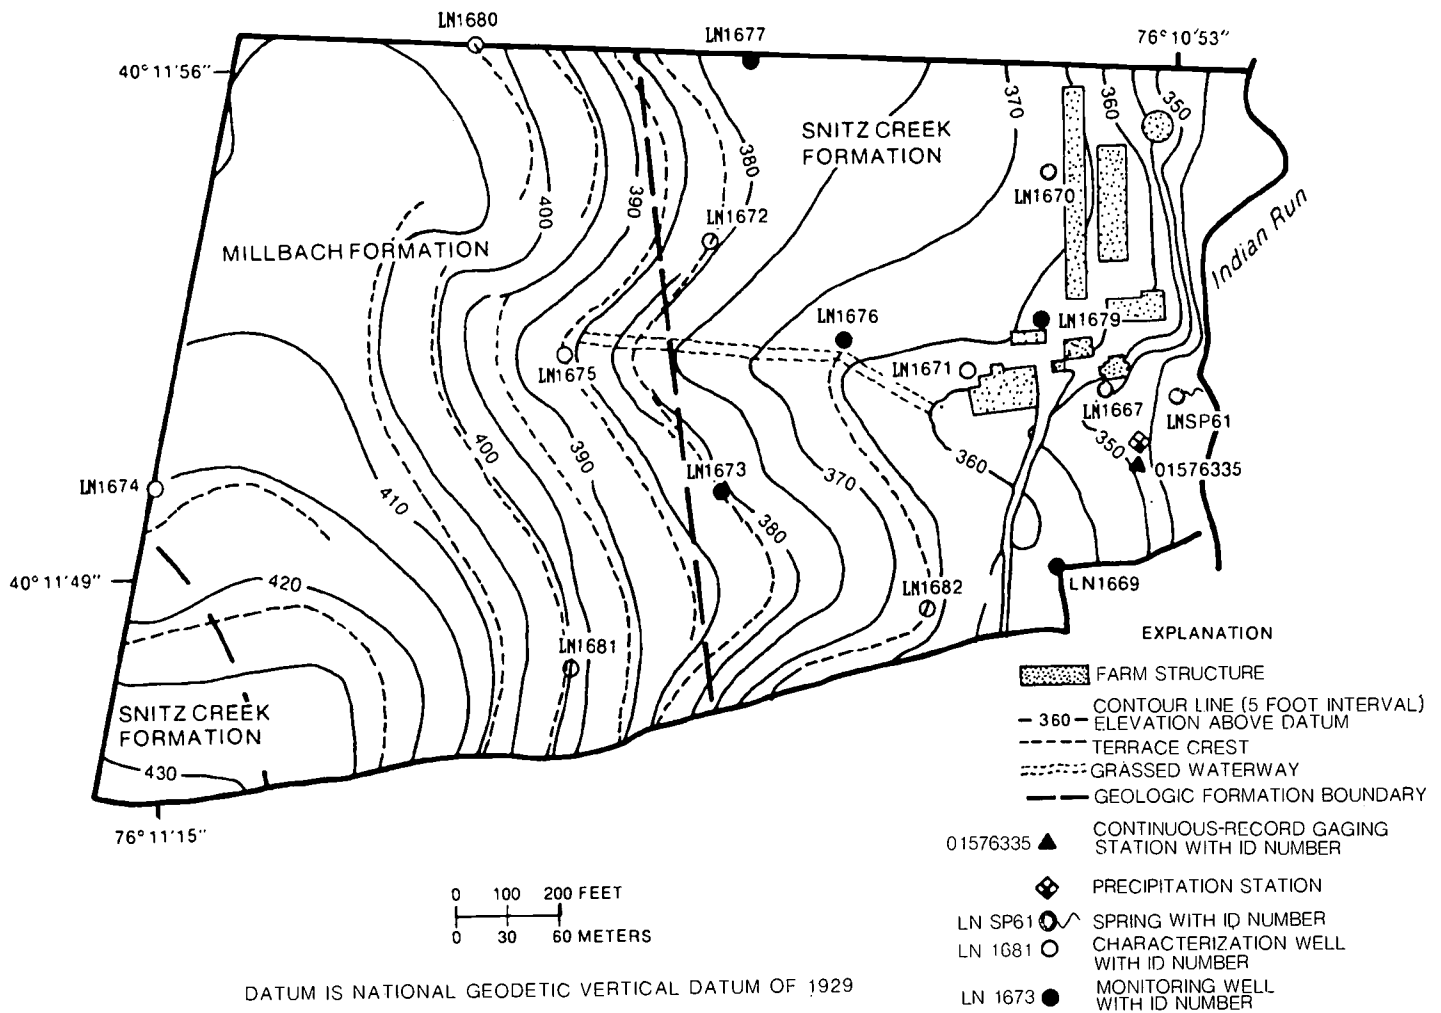 LN1680
LN1677
76° 10'53"
40° 11'56"
370
360
350
SNITZ CREEK
FORMATION
380
LN1670
400
390
LN1672
Indian Run
MILLBACH FORMATION
LN1676
LN1679
LN1675
LN1671
LN1667
LNSP61
400
390
350
360
01576335
LN1673
370
LN1674
410
380
40° 11'49"
420
LN1682
LN1669
LN1681
SNITZ CREEK
FORMATION
430
76° 11'15"
EXPLANATION
FARM STRUCTURE
360 CONTOUR LINE (5 FOOT INTERVAL)
ELEVATION ABOVE DATUM
TERRACE CREST
GRASSED WATERWAY
GEOLOGIC FORMATION BOUNDARY
01576335 CONTINUOUS-RECORD GAGING
STATION WITH ID NUMBER
PRECIPITATION STATION
LN SP61 SPRING WITH ID NUMBER
LN 1681 CHARACTERIZATION WELL
WITH ID NUMBER
LN 1673 MONITORING WELL
WITH ID NUMBER
0 100 200 FEET
0 30 60 METERS
DATUM IS NATIONAL GEODETIC VERTICAL DATUM OF 1929